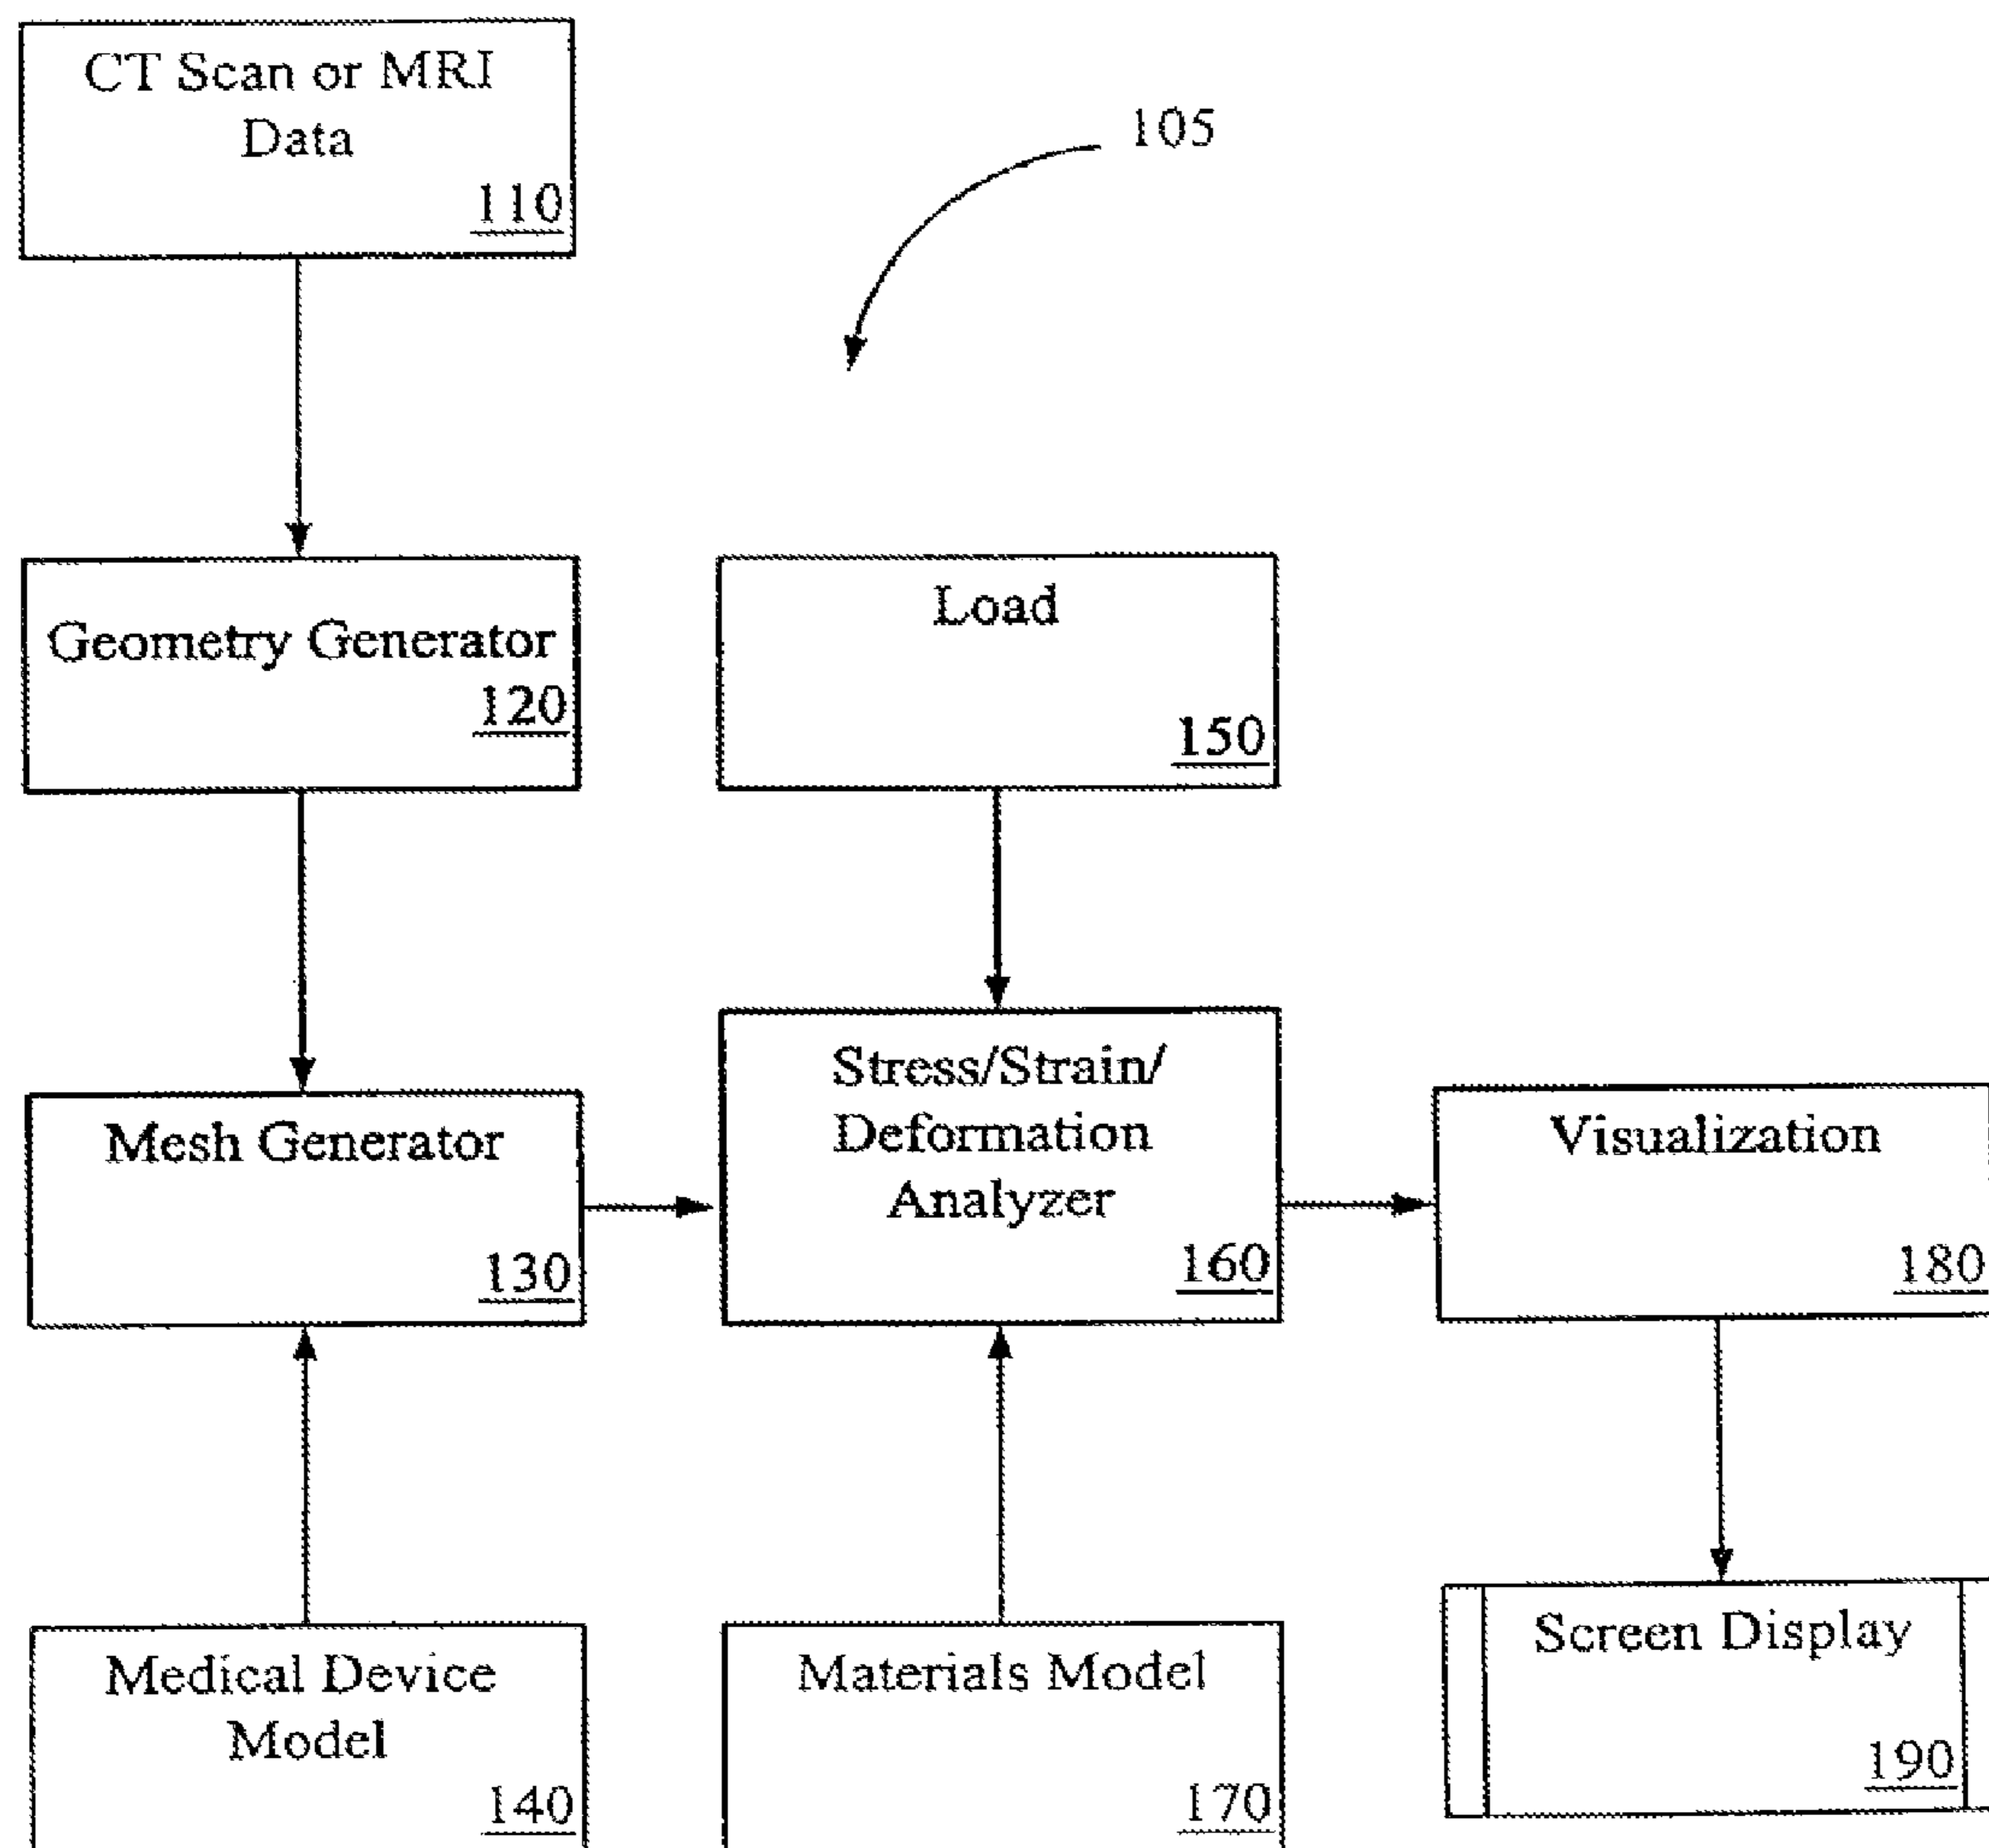 CT Scan or MRI
Data
110
105
Geometry Generator
120
Load
150
Mesh Generator
130
Stress/Strain/
Deformation
Analyzer
160
Visualization
180
Medical Device
Model
140
Materials Model
170
Screen Display
190